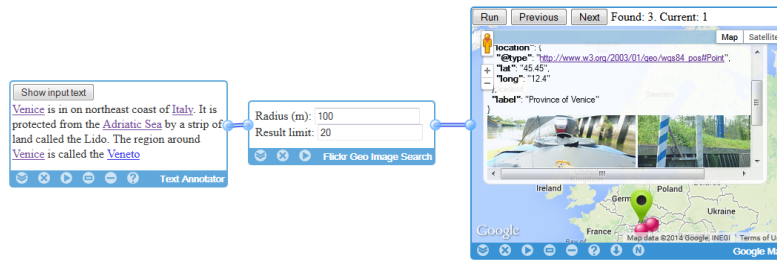 Show input text
Venice is in on northeast coast of Italy. It is
protected from the Adriatic Sea by a strip of
land called the Lido. The region around
Venice is called the Veneto
Text Annotator
Radius (m): 100
Result limit: 20
Flickr Geo Image Search
Run Previous Next Found: 3. Current: 1
Map Satellite
"location": {
"@type": "http://www.w3.org/2003/01/geo/wgs84_pos#Point",
"lat": "45.45",
"long": "12.4"
"label": "Province of Venice"
}
Ireland
Poland
Germ
Ukraine
France
Bay of
Google
Map data ©2014 Google, INEGI Terms of U
Google Ma